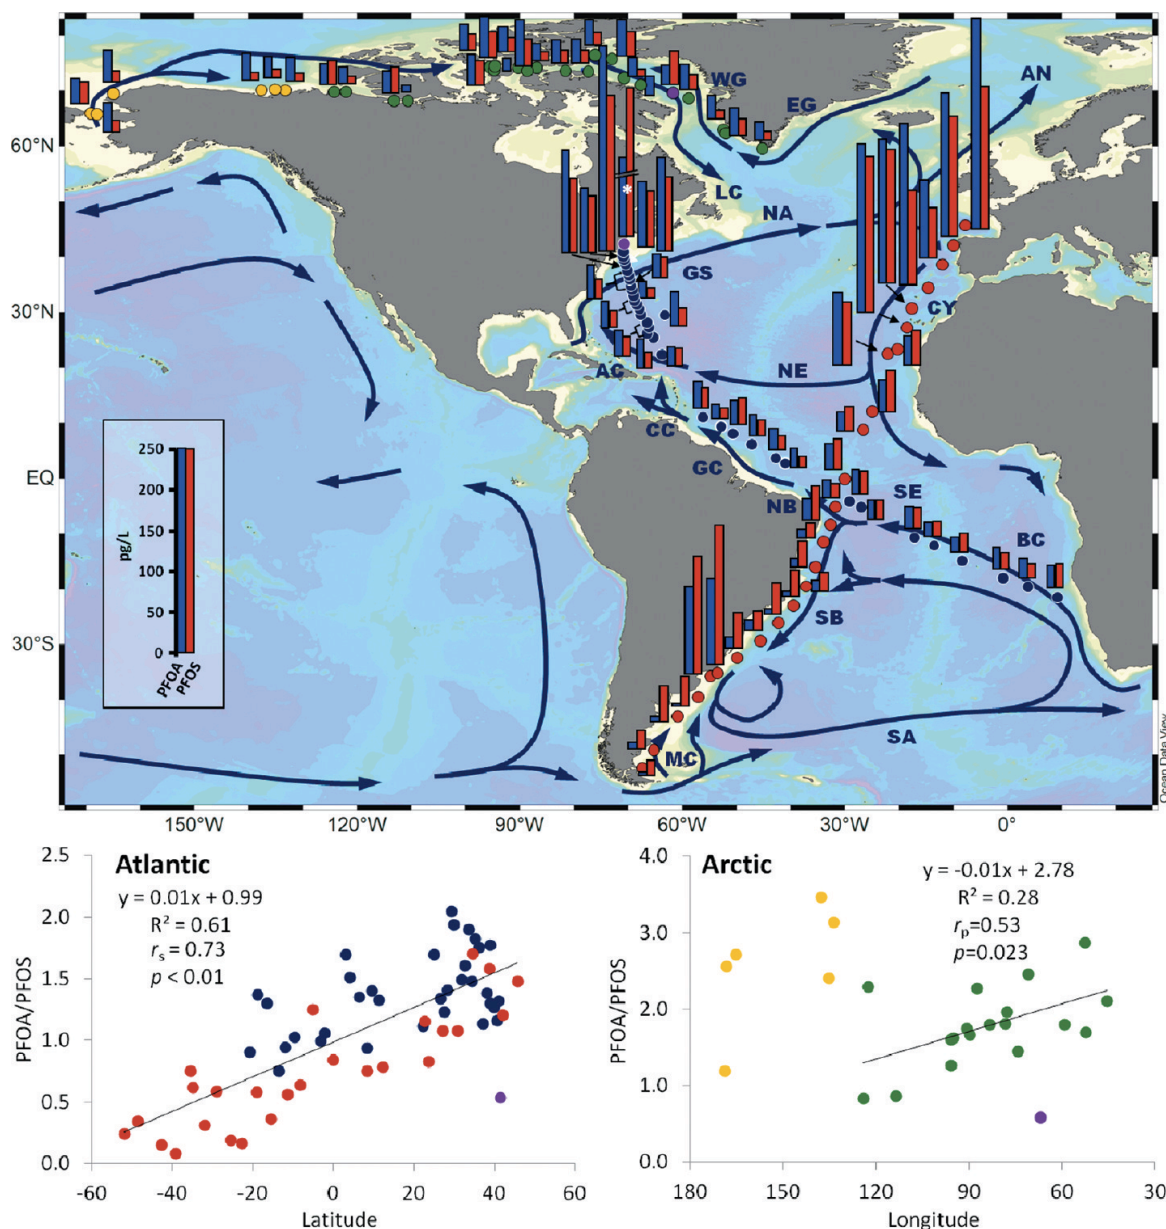 WG
EG
AN
60°N
LC
NA
*
GS
30°N
CY
AC
NE
CC
GC
250
200
150
100
50
0
pg/L
PFOA
PFOS
EQ
NB
SE
BC
SB
30°S
SA
MC
Ocean Data View
150°W
120°W
90°W
60°W
30°W
0°
Atlantic
y = 0.01x + 0.99
R² = 0.61
rs = 0.73
p < 0.01
PFOA/PFOS
2.5
2.0
1.5
1.0
0.5
0.0
-60
-40
-20
0
20
40
60
Latitude
Arctic
y = -0.01x + 2.78
R² = 0.28
rp=0.53
p=0.023
PFOA/PFOS
4.0
3.0
2.0
1.0
0.0
180
150
120
90
60
30
Longitude